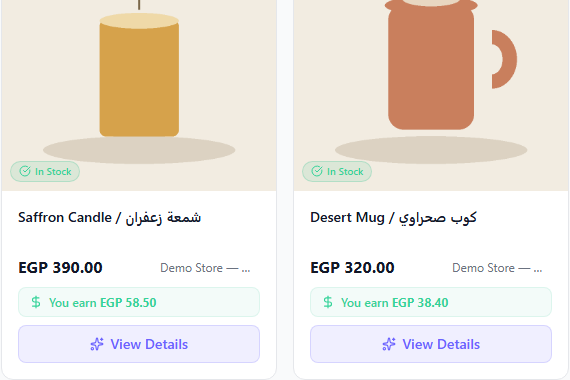 In Stock
Saffron Candle / شمعة زعفران
EGP 390.00 Demo Store — ...
You earn EGP 58.50
View Details
In Stock
Desert Mug / كوب صحراوي
EGP 320.00 Demo Store — ...
You earn EGP 38.40
View Details